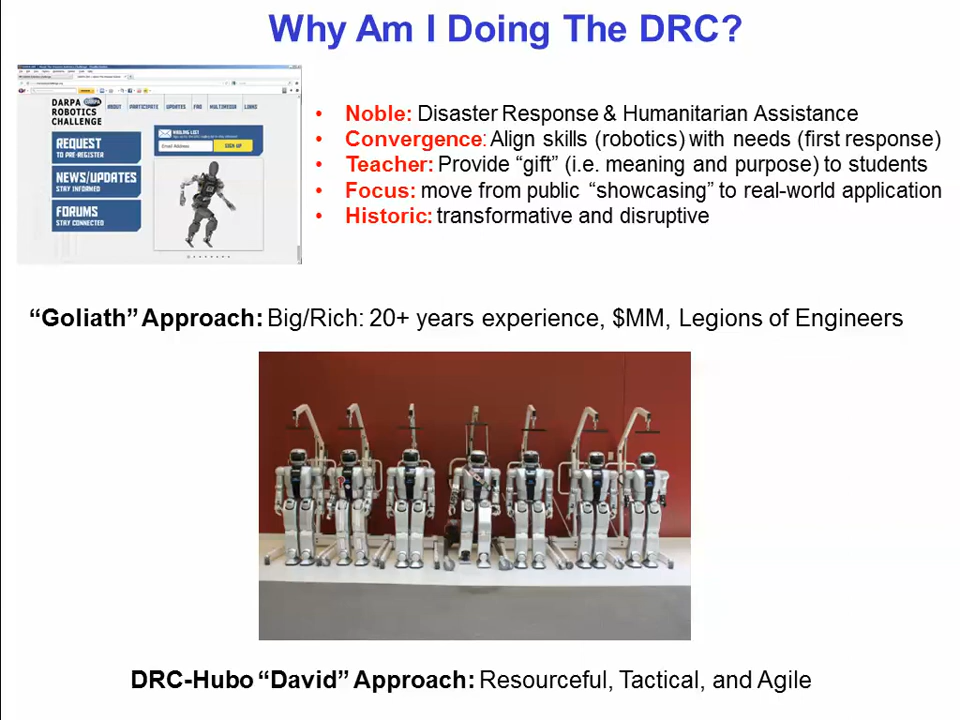 Why Am I Doing The DRC?
DARPA
ROBOTICS
CHALLENGE
DARPA
ABOUT
PARTICIPATE
UPDATES
FAQ
MULTIMEDIA
LINKS
REQUEST
TO PRE-REGISTER
NEWS/UPDATES
STAY INFORMED
FORUMS
STAY CONNECTED
MAILING LIST
Email Address
SIGN UP
• Noble: Disaster Response & Humanitarian Assistance
• Convergence: Align skills (robotics) with needs (first response)
• Teacher: Provide “gift” (i.e. meaning and purpose) to students
• Focus: move from public “showcasing” to real-world application
• Historic: transformative and disruptive
“Goliath” Approach: Big/Rich: 20+ years experience, $MM, Legions of Engineers
DRC-Hubo “David” Approach: Resourceful, Tactical, and Agile